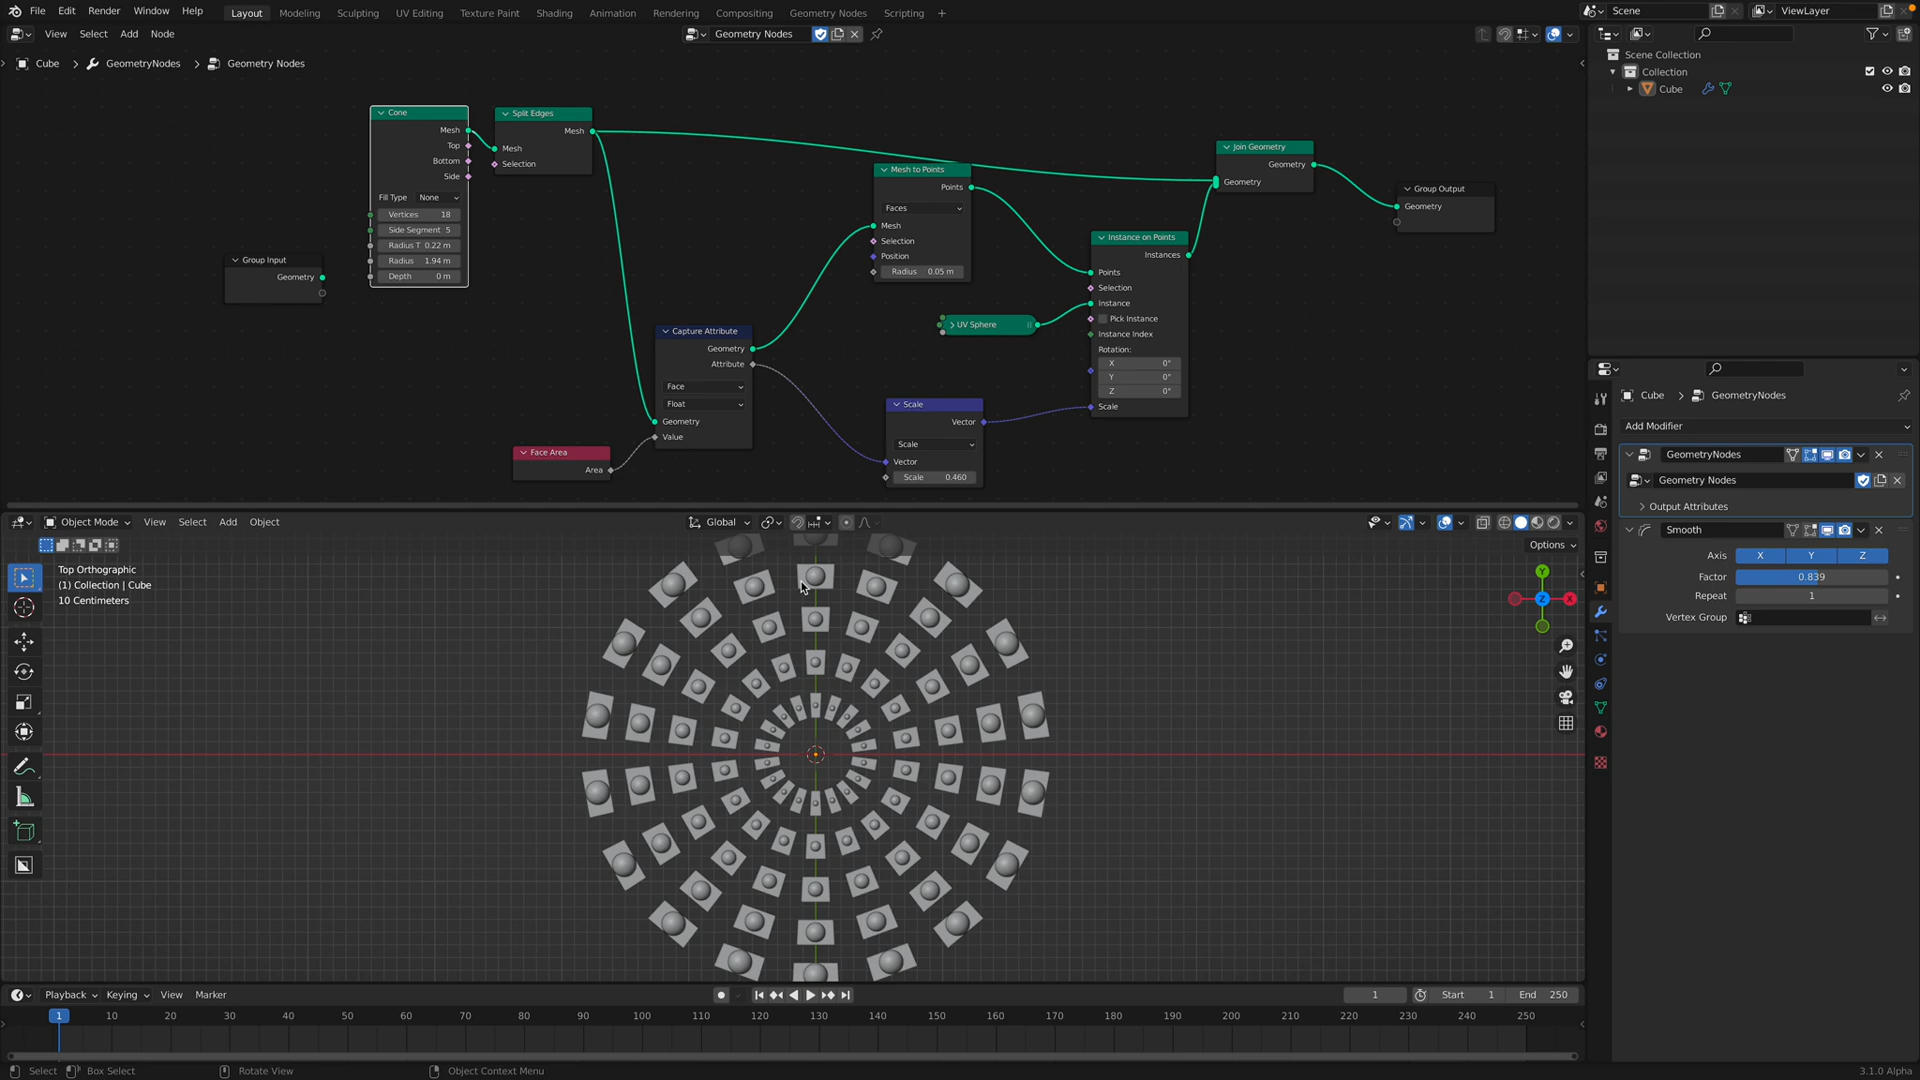 File Edit Render Window Help Layout Modeling Sculpting UV Editing Texture Paint Shading Animation Rendering Compositing Geometry Nodes Scripting + Scene ViewLayer
View Select Add Node Geometry Nodes
Cube > GeometryNodes > Geometry Nodes
Scene Collection
Collection
Cube
Cone
Mesh
Top
Bottom
Side
Fill Type None
Vertices 18
Side Segment 5
Radius T 0.22 m
Radius 1.94 m
Depth 0 m
Split Edges
Mesh
Mesh
Selection
Group Input
Geometry
Mesh to Points
Points
Faces
Mesh
Selection
Position
Radius 0.05 m
Join Geometry
Geometry
Geometry
Group Output
Geometry
Instance on Points
Instances
Points
Selection
Instance
Pick Instance
Instance Index
Rotation:
X 0°
Y 0°
Z 0°
Scale
UV Sphere
Capture Attribute
Geometry
Attribute
Face
Float
Geometry
Value
Face Area
Area
Scale
Vector
Scale
Vector
Scale 0.460
Cube > GeometryNodes
Add Modifier
GeometryNodes
Geometry Nodes
Output Attributes
Smooth
Axis X Y Z
Factor 0.839
Repeat 1
Vertex Group
Object Mode View Select Add Object Global
Options
Top Orthographic
(1) Collection | Cube
10 Centimeters
Y
Z
X
Playback Keying View Marker 1 Start 1 End 250
1 10 20 30 40 50 60 70 80 90 100 110 120 130 140 150 160 170 180 190 200 210 220 230 240 250
Select Box Select Rotate View Object Context Menu 3.1.0 Alpha